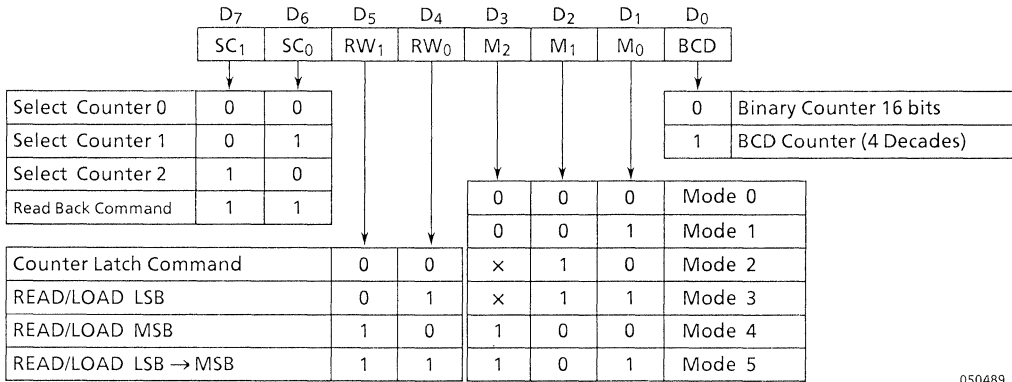 D7 D6 D5 D4 D3 D2 D1 D0
SC1 SC0 RW1 RW0 M2 M1 M0 BCD
Select Counter 0 0 0
Select Counter 1 0 1
Select Counter 2 1 0
Read Back Command 1 1
0 Binary Counter 16 bits
1 BCD Counter (4 Decades)
0 0 0 Mode 0
0 0 1 Mode 1
× 1 0 Mode 2
× 1 1 Mode 3
1 0 0 Mode 4
1 0 1 Mode 5
Counter Latch Command 0 0
READ/LOAD LSB 0 1
READ/LOAD MSB 1 0
READ/LOAD LSB → MSB 1 1
050489